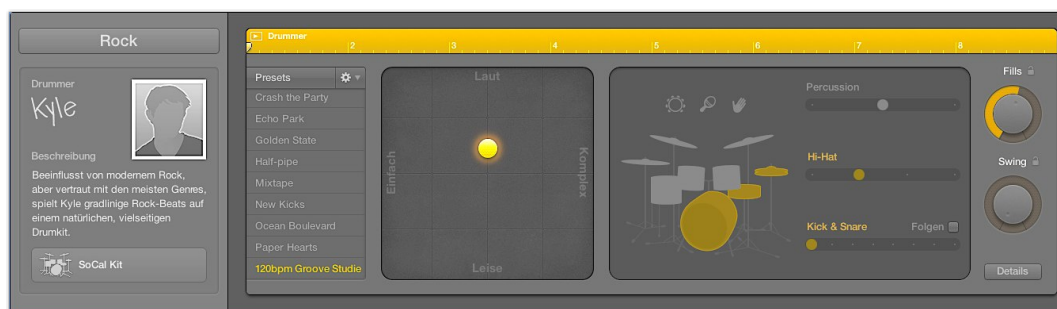 Rock
Drummer
Kyle
Beschreibung
Beeinflusst von modernem Rock,
aber vertraut mit den meisten Genres,
spielt Kyle gradlinige Rock-Beats auf
einem natürlichen, vielseitigen
Drumkit.
SoCal Kit
Drummer
2 3 4 5 6 7 8
Presets
Crash the Party
Echo Park
Golden State
Half-pipe
Mixtape
New Kicks
Ocean Boulevard
Paper Hearts
120bpm Groove Studie
Laut
Einfach
Komplex
Leise
Percussion
Hi-Hat
Kick & Snare Folgen
Fills
Swing
Details